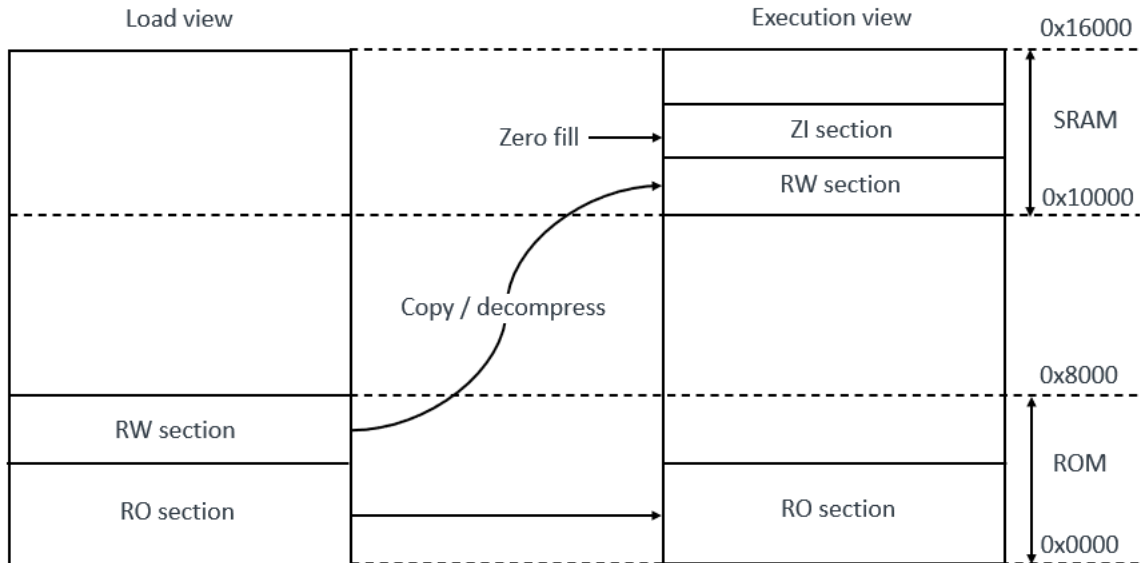 Load view
Execution view
0x16000
ZI section
SRAM
Zero fill
RW section
0x10000
Copy / decompress
0x8000
RW section
ROM
RO section
RO section
0x0000